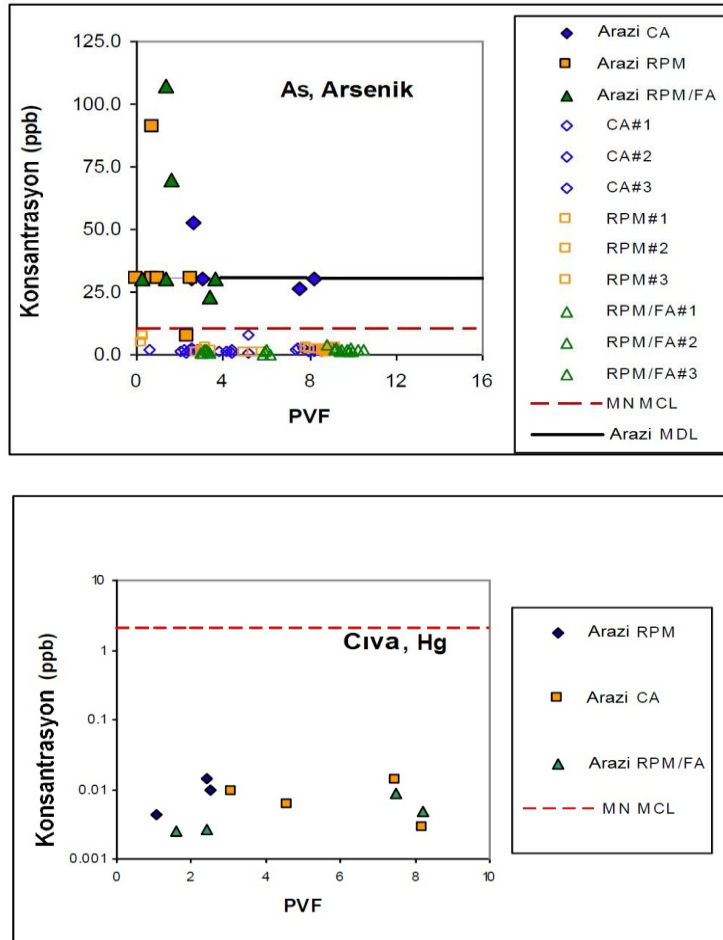 125.0
100.0
75.0
50.0
25.0
0.0
Konsantrasyon (ppb)
As, Arsenik
0 4 8 12 16
PVF
Arazi CA
Arazi RPM
Arazi RPM/FA
CA#1
CA#2
CA#3
RPM#1
RPM#2
RPM#3
RPM/FA#1
RPM/FA#2
RPM/FA#3
MN MCL
Arazi MDL
10
1
0.1
0.01
0.001
Konsantrasyon (ppb)
Cıva, Hg
0 2 4 6 8 10
PVF
Arazi RPM
Arazi CA
Arazi RPM/FA
MN MCL